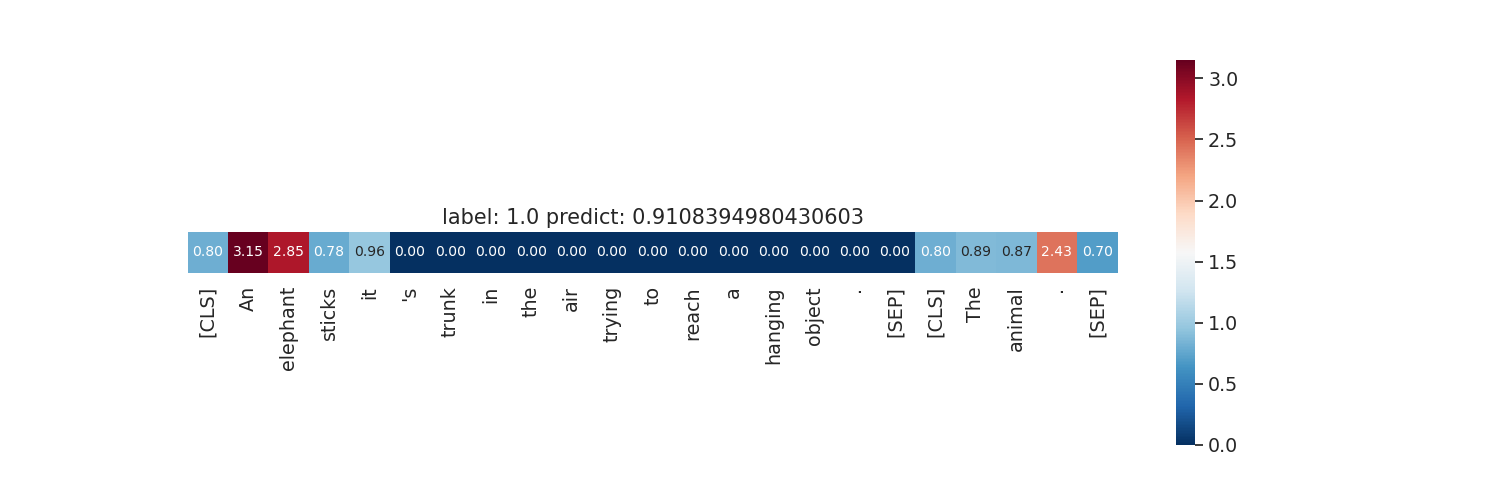 label: 1.0 predict: 0.9108394980430603
0.80 3.15 2.85 0.78 0.96 0.00 0.00 0.00 0.00 0.00 0.00 0.00 0.00 0.00 0.00 0.00 0.00 0.00 0.80 0.89 0.87 2.43 0.70
[CLS] An elephant sticks it 's trunk in the air trying to reach a hanging object . [SEP] [CLS] The animal . [SEP]
3.0
2.5
2.0
1.5
1.0
0.5
0.0